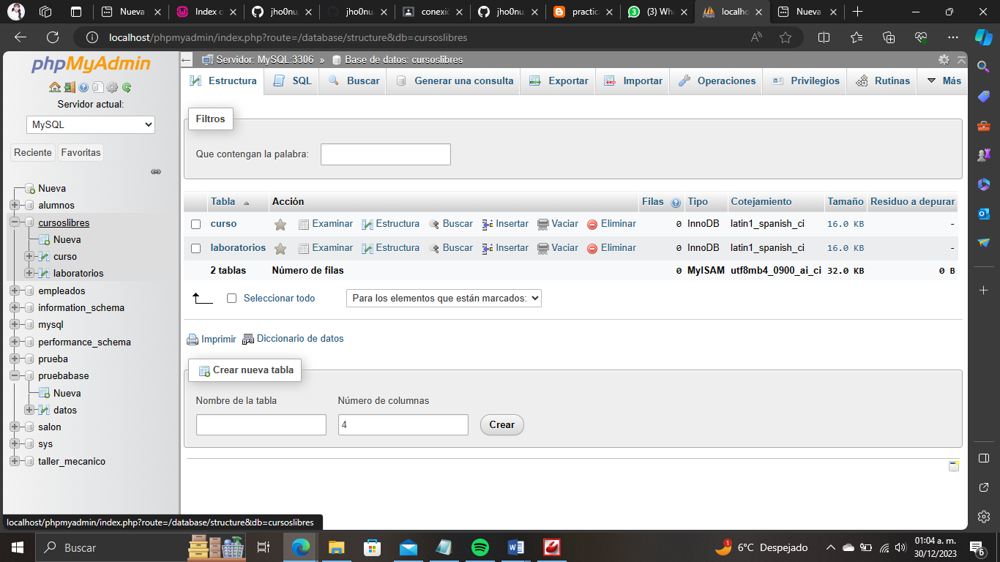 Nueva
Index o
jho0nu
jho0nu
conexió
jho0nu
practic
(3) Wha
localho
Nueva
localhost/phpmyadmin/index.php?route=/database/structure&db=cursoslibres
phpMyAdmin
Servidor actual:
MySQL
Reciente Favoritas
Nueva
alumnos
cursoslibres
Nueva
curso
laboratorios
empleados
information_schema
mysql
performance_schema
prueba
pruebabase
Nueva
datos
salon
sys
taller_mecanico
Servidor: MySQL:3306 » Base de datos: cursoslibres
Estructura SQL Buscar Generar una consulta Exportar Importar Operaciones Privilegios Rutinas Más
Filtros
Que contengan la palabra:
Tabla Acción Filas Tipo Cotejamiento Tamaño Residuo a depurar
curso Examinar Estructura Buscar Insertar Vaciar Eliminar 0 InnoDB latin1_spanish_ci 16.0 KB -
laboratorios Examinar Estructura Buscar Insertar Vaciar Eliminar 0 InnoDB latin1_spanish_ci 16.0 KB -
2 tablas Número de filas 0 MyISAM utf8mb4_0900_ai_ci 32.0 KB 0 B
Seleccionar todo Para los elementos que están marcados:
Imprimir Diccionario de datos
Crear nueva tabla
Nombre de la tabla Número de columnas
4 Crear
localhost/phpmyadmin/index.php?route=/database/structure&db=cursoslibres
Buscar
6°C Despejado
01:04 a. m.
30/12/2023
6